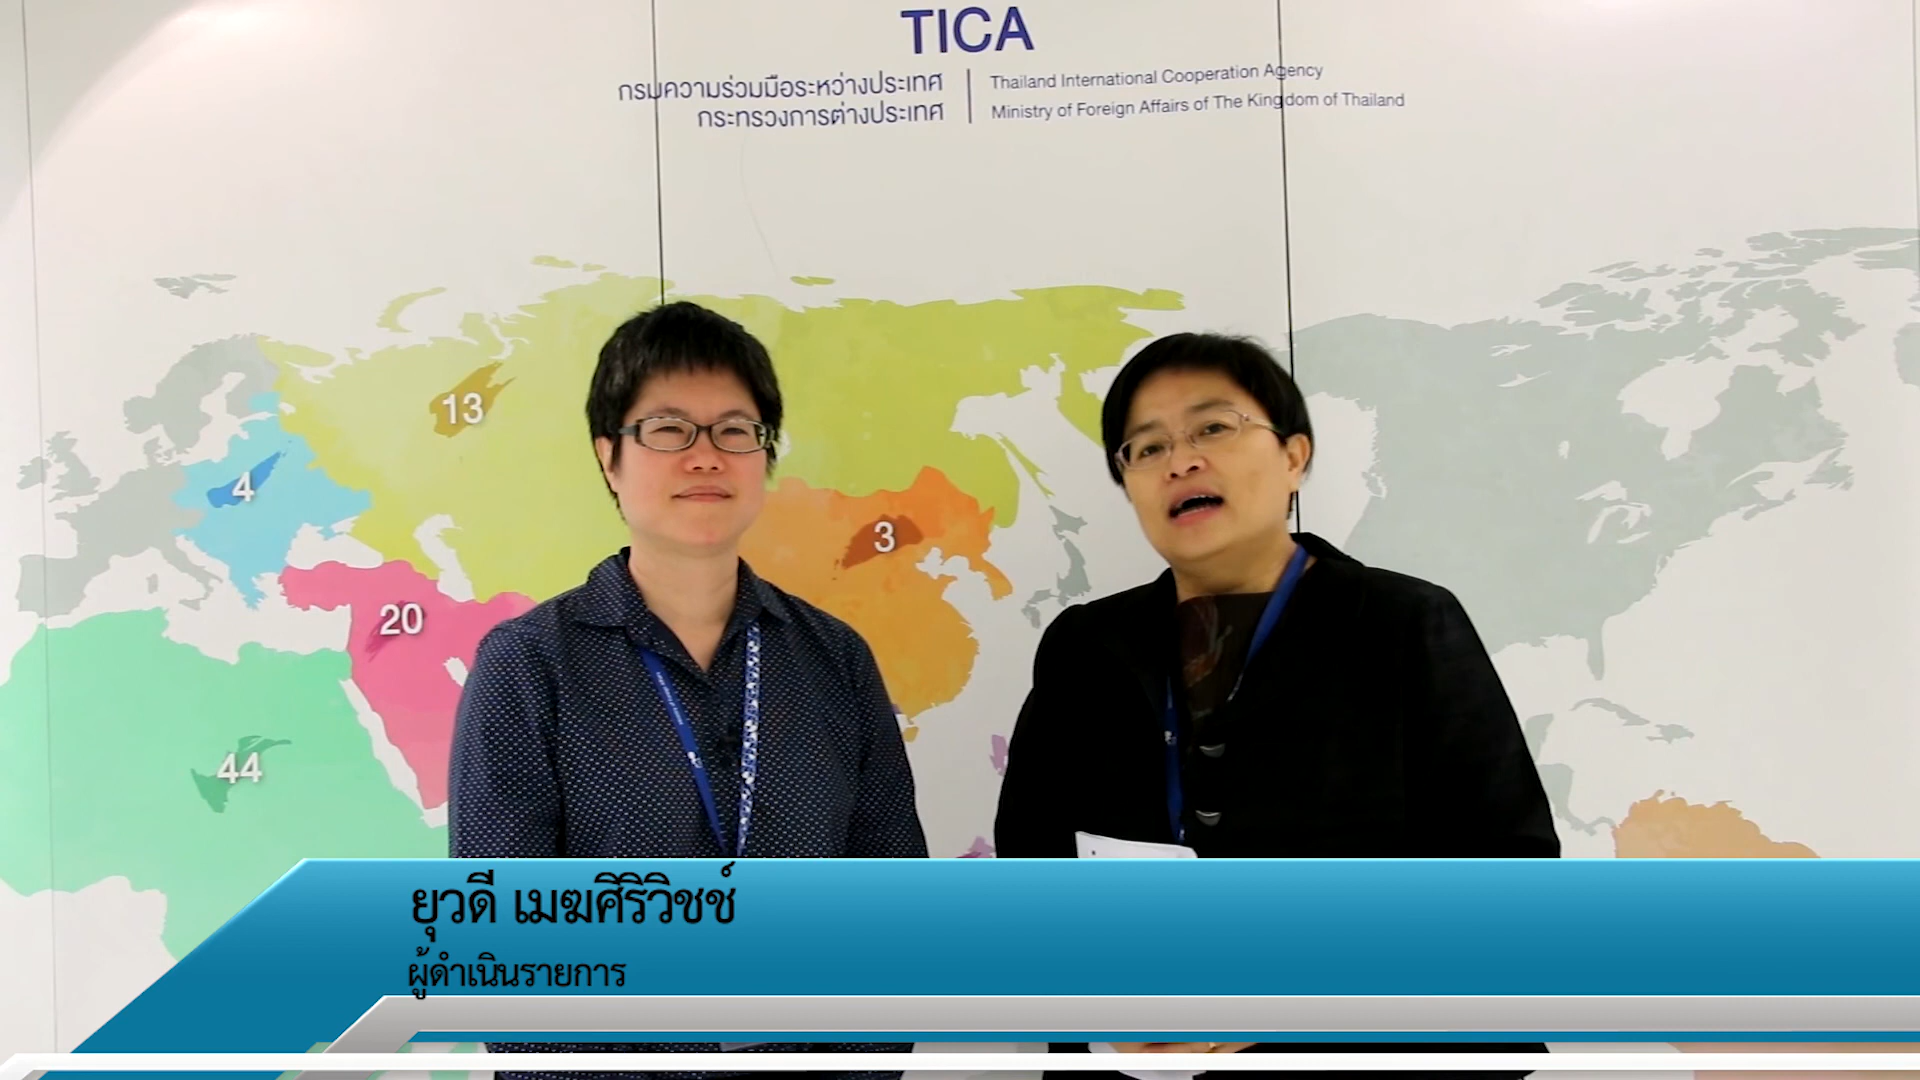 TICA
กรมความร่วมมือระหว่างประเทศ
กระทรวงการต่างประเทศ
Thailand International Cooperation Agency
Ministry of Foreign Affairs of The Kingdom of Thailand
13
4
3
20
44
ยุวดี เมฆศิริวิชช์
ผู้ดำเนินรายการ